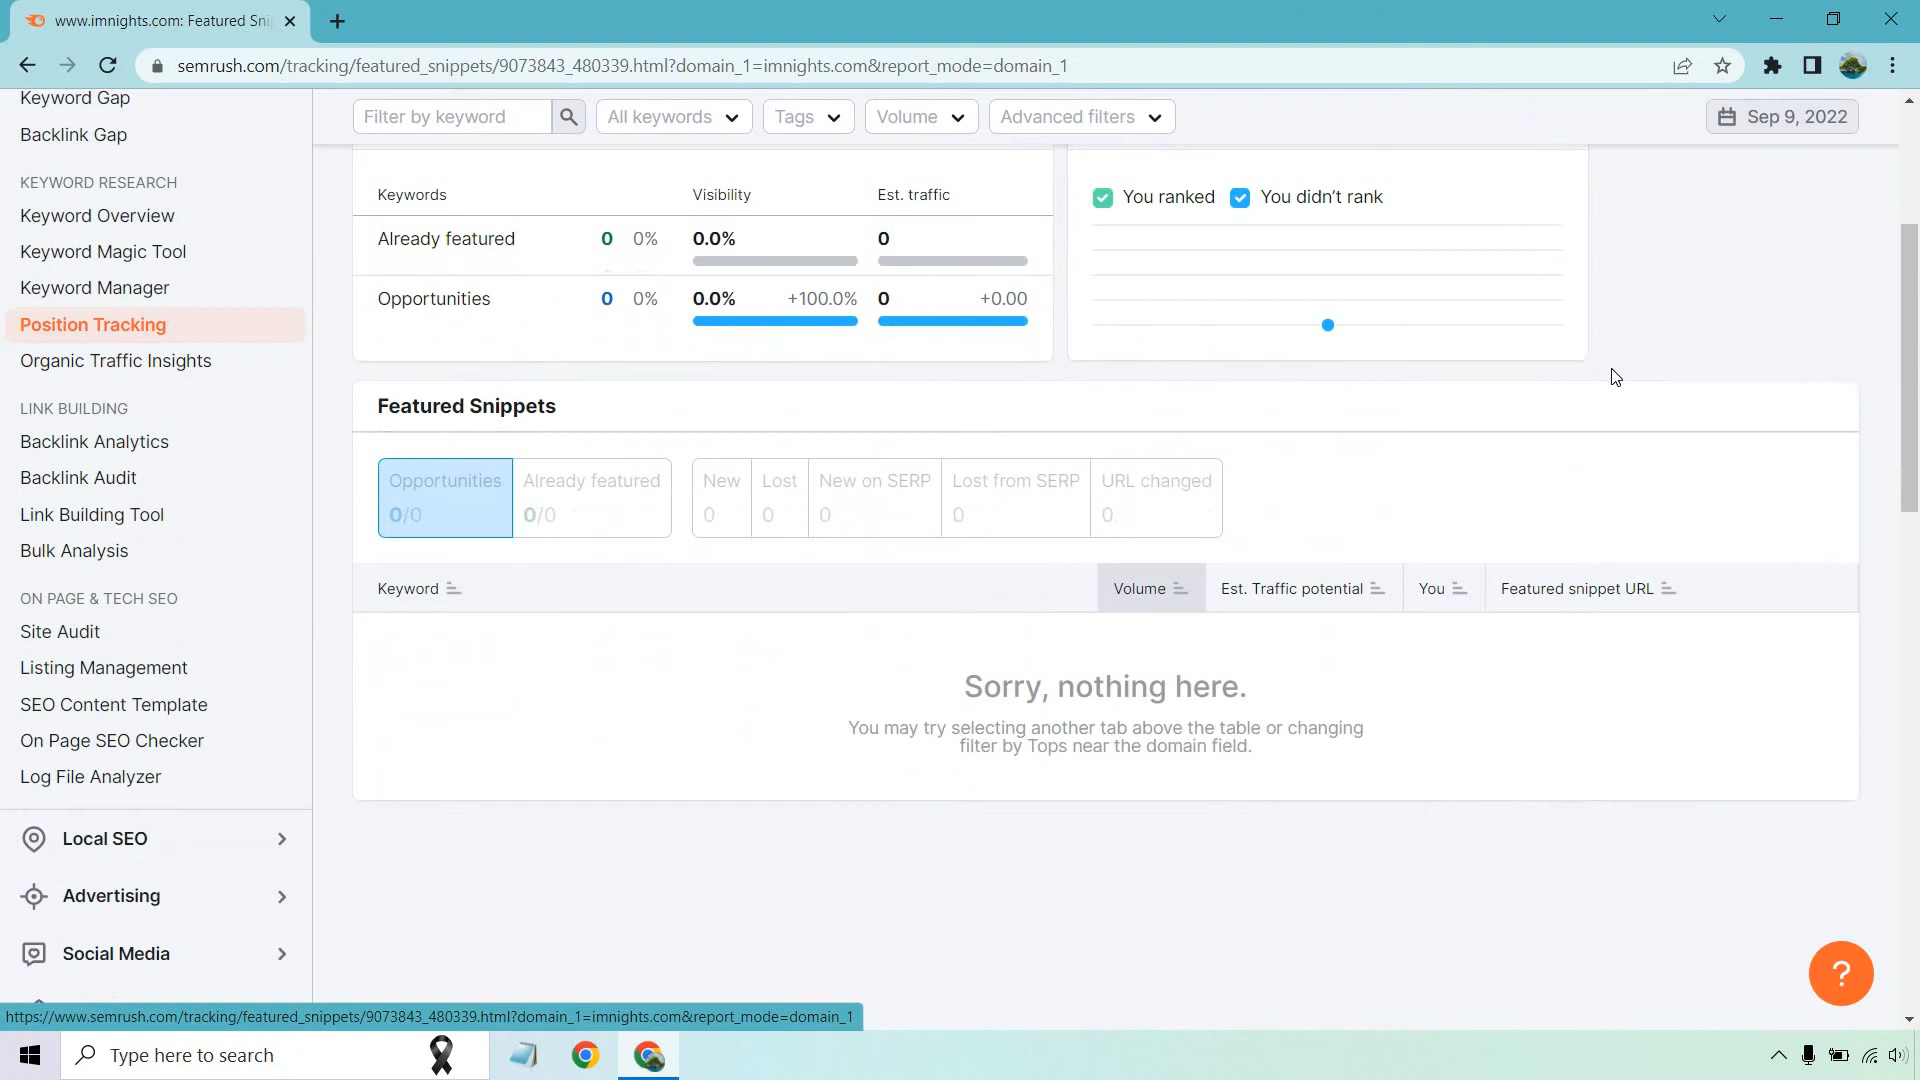 www.imnights.com: Featured Sni
semrush.com/tracking/featured_snippets/9073843_480339.html?domain_1=imnights.com&report_mode=domain_1
Keyword Gap
Backlink Gap
KEYWORD RESEARCH
Keyword Overview
Keyword Magic Tool
Keyword Manager
Position Tracking
Organic Traffic Insights
LINK BUILDING
Backlink Analytics
Backlink Audit
Link Building Tool
Bulk Analysis
ON PAGE & TECH SEO
Site Audit
Listing Management
SEO Content Template
On Page SEO Checker
Log File Analyzer
Local SEO
Advertising
Social Media
Filter by keyword All keywords Tags Volume Advanced filters Sep 9, 2022
Keywords Visibility Est. traffic
Already featured 0 0% 0.0% 0
Opportunities 0 0% 0.0% +100.0% 0 +0.00
You ranked You didn't rank
Featured Snippets
Opportunities Already featured New Lost New on SERP Lost from SERP URL changed
0/0 0/0 0 0 0 0 0
Keyword Volume Est. Traffic potential You Featured snippet URL
Sorry, nothing here.
You may try selecting another tab above the table or changing
filter by Tops near the domain field.
?
https://www.semrush.com/tracking/featured_snippets/9073843_480339.html?domain_1=imnights.com&report_mode=domain_1
Type here to search